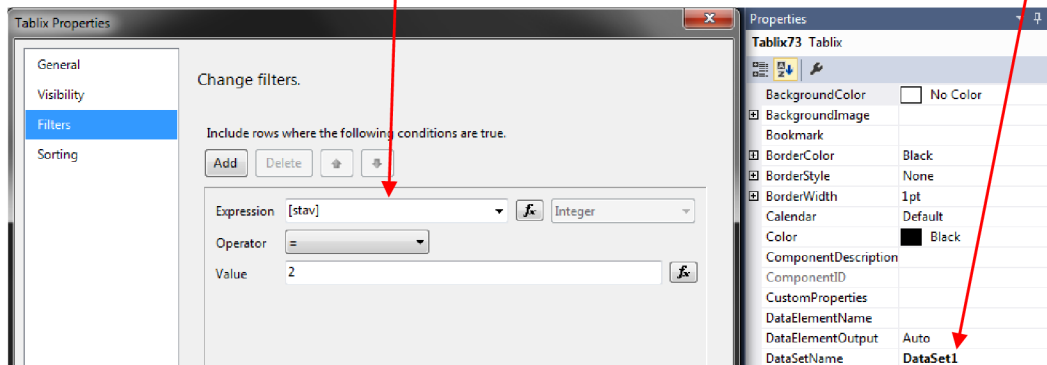 Tablix Properties
General
Visibility
Filters
Sorting
Change filters.
Include rows where the following conditions are true.
Add Delete
Expression [stav] fx Integer
Operator =
Value 2 fx
Properties
Tablix73 Tablix
BackgroundColor No Color
BackgroundImage
Bookmark
BorderColor Black
BorderStyle None
BorderWidth 1pt
Calendar Default
Color Black
ComponentDescription
ComponentID
CustomProperties
DataElementName
DataElementOutput Auto
DataSetName DataSet1